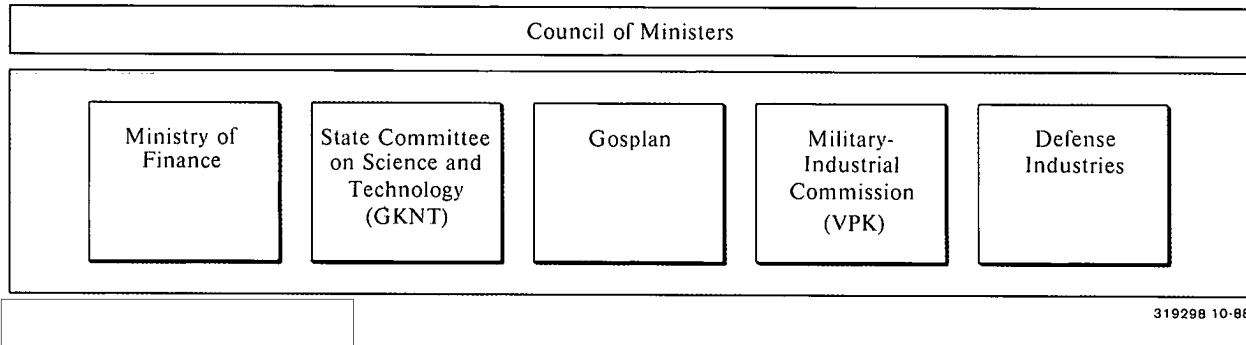 Council of Ministers
Ministry of
Finance
State Committee
on Science and
Technology
(GKNT)
Gosplan
Military-
Industrial
Commission
(VPK)
Defense
Industries
319298 10-88